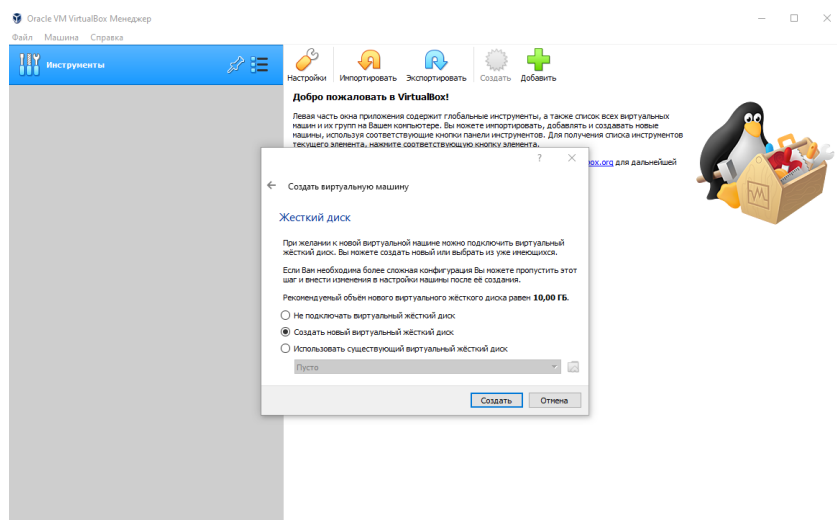 Oracle VM VirtualBox Менеджер
Файл Машина Справка
Инструменты
Настройки Импортировать Экспортировать Создать Добавить
Добро пожаловать в VirtualBox!
Левая часть окна приложения содержит глобальные инструменты, а также список всех виртуальных
машин и их групп на Вашем компьютере. Вы можете импортировать, добавлять и создавать новые
машины, используя соответствующие кнопки панели инструментов. Для получения списка инструментов
текущего элемента, нажмите соответствующую кнопку элемента.
box.org для дальнейшей
?
Создать виртуальную машину
Жесткий диск
При желании к новой виртуальной машине можно подключить виртуальный
жёсткий диск. Вы можете создать новый или выбрать из уже имеющихся.
Если Вам необходима более сложная конфигурация Вы можете пропустить этот
шаг и внести изменения в настройки машины после её создания.
Рекомендуемый объём нового виртуального жёсткого диска равен 10,00 ГБ.
Не подключать виртуальный жёсткий диск
Создать новый виртуальный жёсткий диск
Использовать существующий виртуальный жёсткий диск
Пусто
Создать Отмена